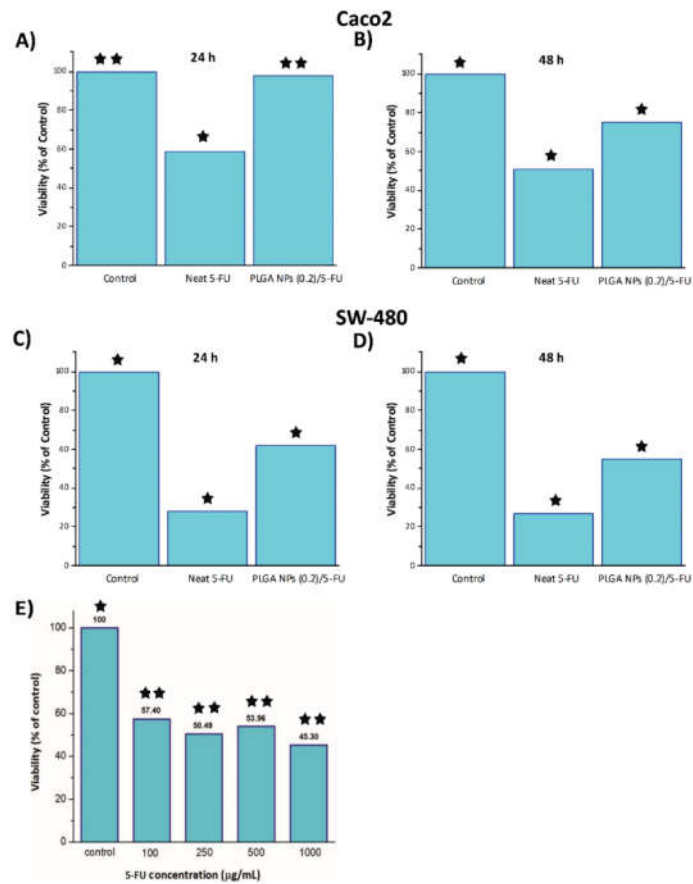 Caco2
A)
24 h
Viability (% of Control)
100
80
60
40
20
0
Control Neat 5-FU PLGA NPs (0.2)/5-FU
B)
48 h
Viability (% of Control)
100
80
60
40
20
0
Control Neat 5-FU PLGA NPs (0.2)/5-FU
SW-480
C)
24 h
Viability (% of Control)
100
80
60
40
20
0
Control Neat 5-FU PLGA NPs (0.2)/5-FU
D)
48 h
Viability (% of Control)
100
80
60
40
20
0
Control Neat 5-FU PLGA NPs (0.2)/5-FU
E)
Viability (% of control)
100
80
60
40
20
0
100
57.40
50.48
53.96
45.30
control 100 250 500 1000
5-FU concentration (µg/mL)